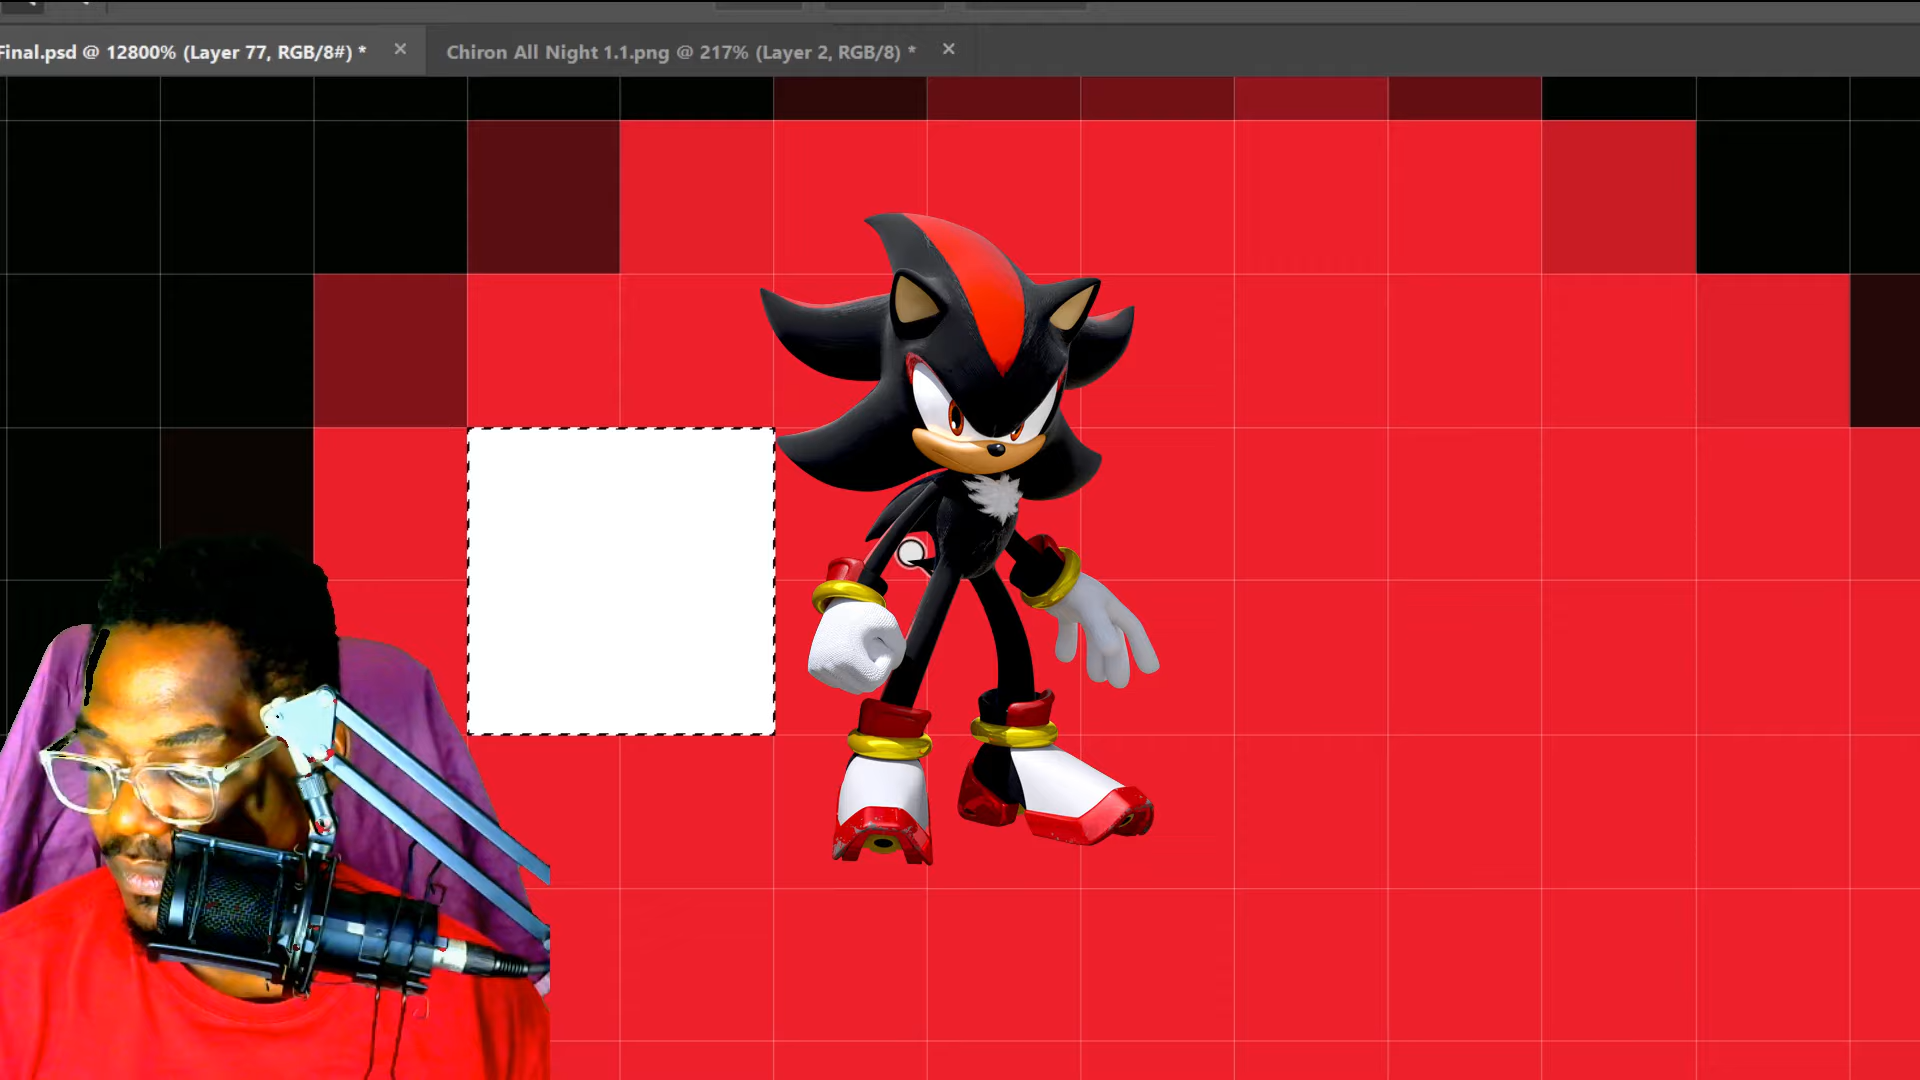 Final.psd @ 12800% (Layer 77, RGB/8#) *
Chiron All Night 1.1.png @ 217% (Layer 2, RGB/8) *